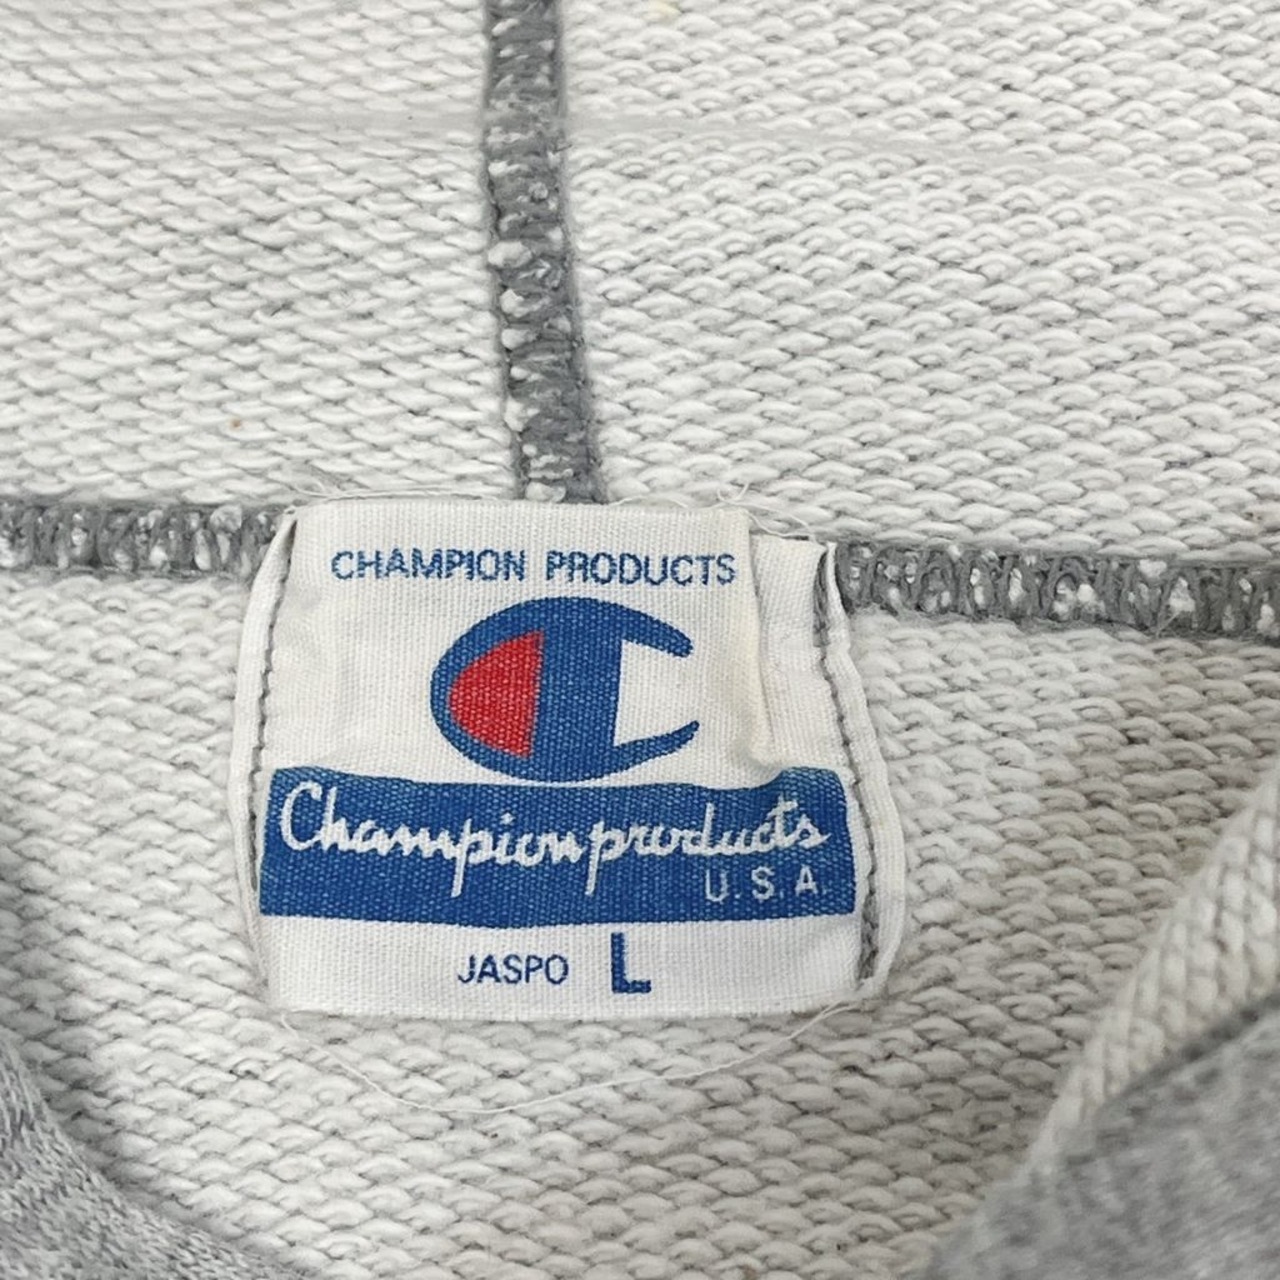 CHAMPION PRODUCTS
Champion products
U.S.A.
JASPO L